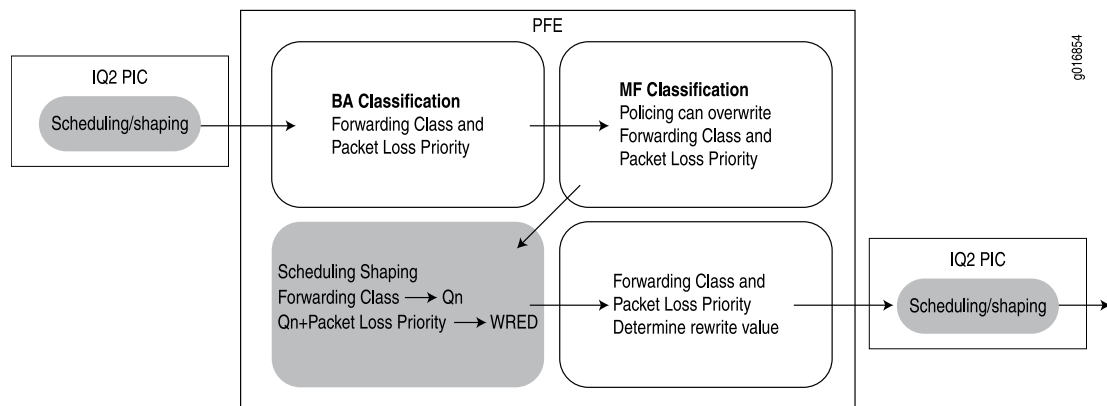 PFE
g016854
IQ2 PIC
Scheduling/shaping
BA Classification
Forwarding Class and
Packet Loss Priority
MF Classification
Policing can overwrite
Forwarding Class and
Packet Loss Priority
Scheduling Shaping
Forwarding Class → Qn
Qn+Packet Loss Priority → WRED
Forwarding Class and
Packet Loss Priority
Determine rewrite value
IQ2 PIC
Scheduling/shaping